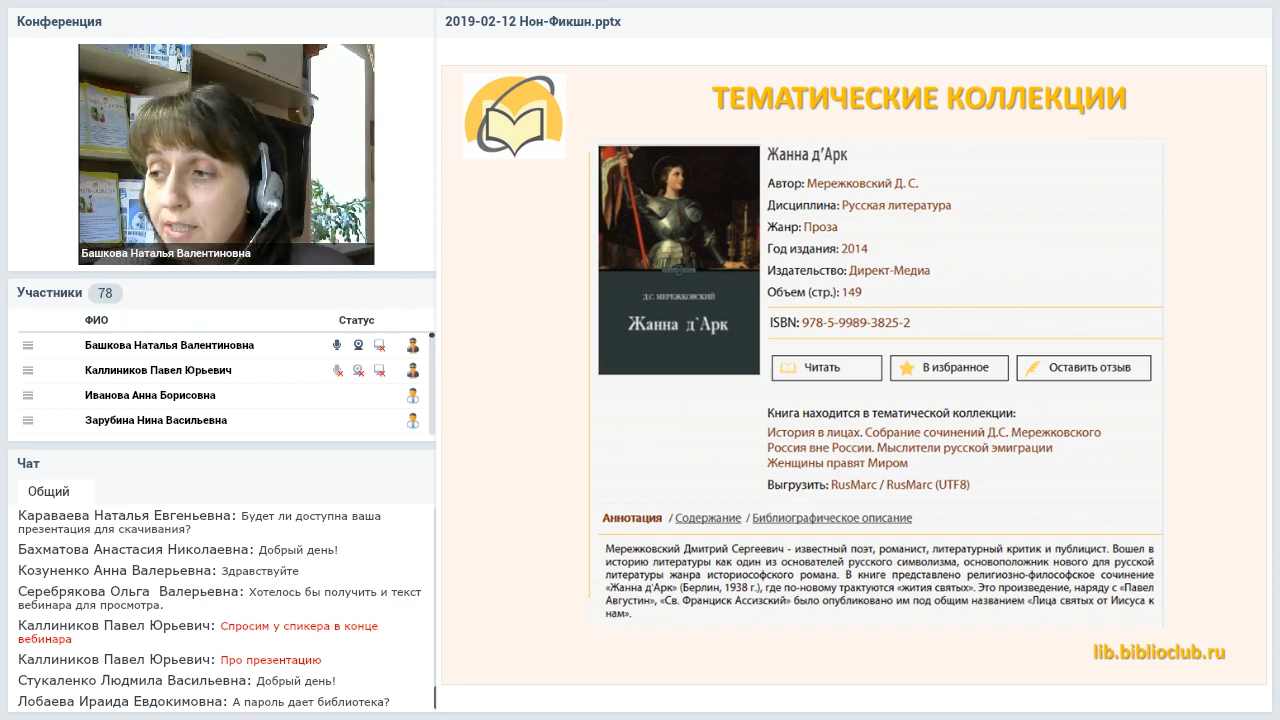 Конференция
Башкова Наталья Валентиновна
Участники 78
ФИО Статус
Башкова Наталья Валентиновна
Каллиников Павел Юрьевич
Иванова Анна Борисовна
Зарубина Нина Васильевна
Чат
Общий
Караваева Наталья Евгеньевна: Будет ли доступна ваша
презентация для скачивания?
Бахматова Анастасия Николаевна: Добрый день!
Козуненко Анна Валерьевна: Здравствуйте
Серебрякова Ольга Валерьевна: Хотелось бы получить и текст
вебинара для просмотра.
Каллиников Павел Юрьевич: Спросим у спикера в конце
вебинара
Каллиников Павел Юрьевич: Про презентацию
Стукаленко Людмила Васильевна: Добрый день!
Лобаева Ираида Евдокимовна: А пароль дает библиотека?
2019-02-12 Нон-Фикшн.pptx
ТЕМАТИЧЕСКИЕ КОЛЛЕКЦИИ
Д.С. МЕРЕЖКОВСКИЙ
Жанна д`Арк
Жанна д’Арк
Автор: Мережковский Д. С.
Дисциплина: Русская литература
Жанр: Проза
Год издания: 2014
Издательство: Директ-Медиа
Объем (стр.): 149
ISBN: 978-5-9989-3825-2
Читать В избранное Оставить отзыв
Книга находится в тематической коллекции:
История в лицах. Собрание сочинений Д.С. Мережковского
Россия вне России. Мыслители русской эмиграции
Женщины правят Миром
Выгрузить: RusMarc / RusMarc (UTF8)
Аннотация / Содержание / Библиографическое описание
Мережковский Дмитрий Сергеевич - известный поэт, романист, литературный критик и публицист. Вошел в
историю литературы как один из основателей русского символизма, основоположник нового для русской
литературы жанра историософского романа. В книге представлено религиозно-философское сочинение
«Жанна д'Арк» (Берлин, 1938 г.), где по-новому трактуются «жития святых». Это произведение, наряду с «Павел
Августин», «Св. Франциск Ассизский» было опубликовано им под общим названием «Лица святых от Иисуса к
нам».
lib.biblioclub.ru